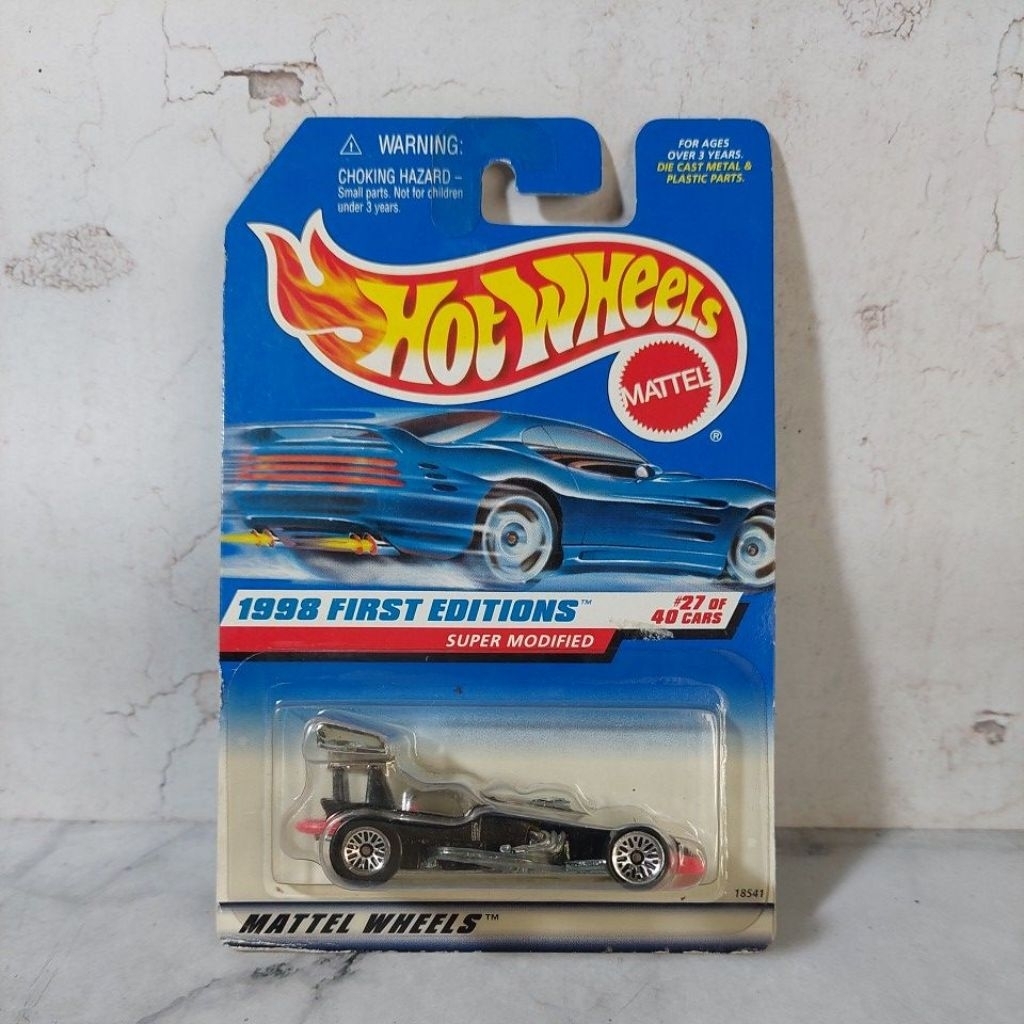 ⚠ WARNING:
CHOKING HAZARD –
Small parts. Not for children
under 3 years.
FOR AGES
OVER 3 YEARS.
DIE CAST METAL &
PLASTIC PARTS.
HOT WHEELS
MATTEL
®
1998 FIRST EDITIONS™
#27 OF
40 CARS
SUPER MODIFIED
18541
MATTEL WHEELS™